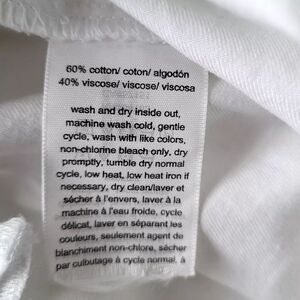 60% cotton/ coton/ algodón
40% viscose/ viscose/ viscosa
wash and dry inside out,
machine wash cold, gentle
cycle, wash with like colors,
non-chlorine bleach only, dry
promptly, tumble dry normal
cycle, low heat, low heat iron if
necessary, dry clean/laver et
sécher à l'envers, laver à la
machine à l'eau froide, cycle
délicat, laver en séparant les
couleurs, seulement agent de
blanchiment non-chlore, sécher
par culbutage à cycle normal, à